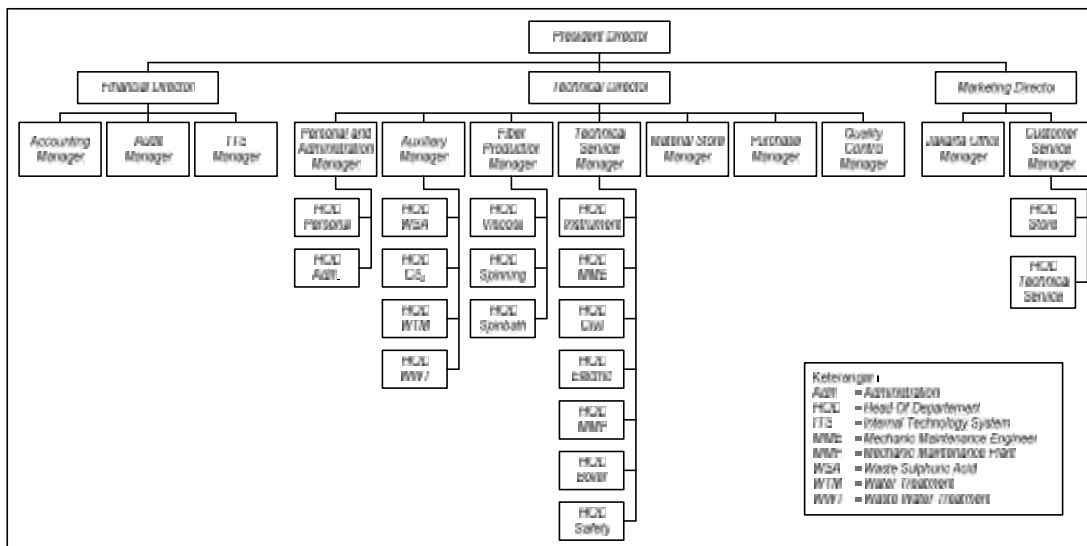 President Director
Financial Director
Technical Director
Marketing Director
Accounting
Manager
Audit
Manager
ITS
Manager
Personal and
Administration
Manager
Auxiliary
Manager
Fiber
Production
Manager
Technical
Service
Manager
Material Store
Manager
Purchase
Manager
Quality
Control
Manager
Jakarta Office
Manager
Customer
Service
Manager
HOD
Personal
HOD
Adm.
HOD
WSA
HOD
CS2
HOD
WTM
HOD
WWT
HOD
Viscose
HOD
Spinning
HOD
Spinbath
HOD
Instrument
HOD
MME
HOD
Civil
HOD
Electric
HOD
MMP
HOD
Boiler
HOD
Safety
HOD
Store
HOD
Technical
Service
Keterangan :
Adm = Administration
HOD = Head Of Departement
ITS = Internal Technology System
MME = Mechanic Maintenance Engineer
MMP = Mechanic Maintenance Plant
WSA = Waste Sulphuric Acid
WTM = Water Treatment
WWT = Waste Water Treatment